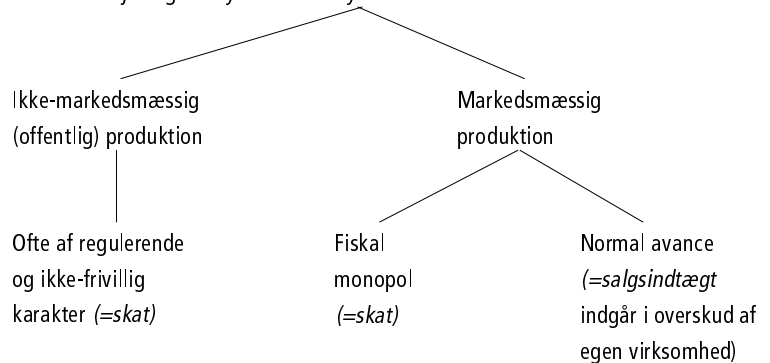 Ikke-markedsmæssig
(offentlig) produktion
Markedsmæssig
produktion
Ofte af regulerende
og ikke-frivillig
karakter (=skat)
Fiskal
monopol
(=skat)
Normal avance
(=salgsindtægt
indgår i overskud af
egen virksomhed)